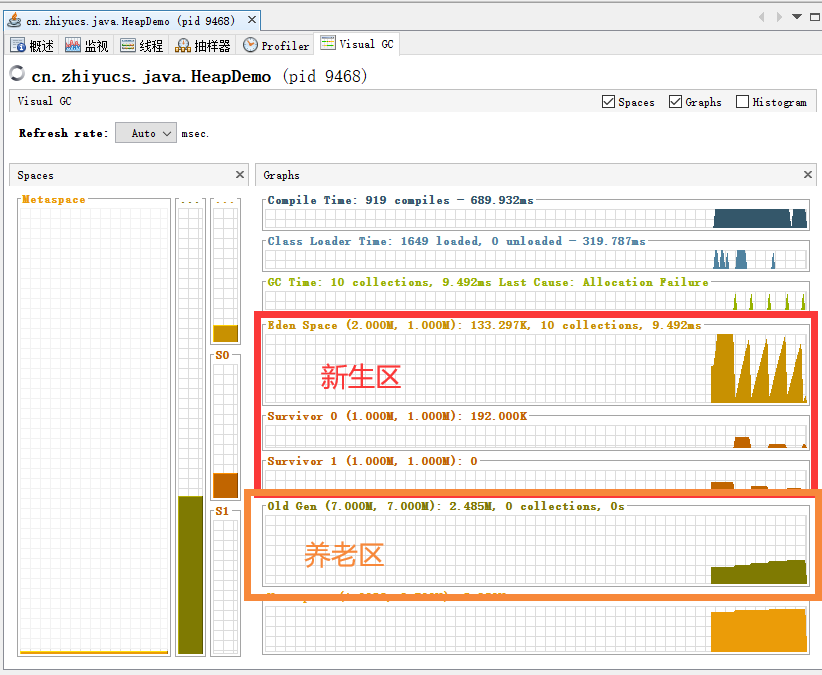 cn.zhiyucs.java.HeapDemo (pid 9468)
概述 监视 线程 抽样器 Profiler Visual GC
cn.zhiyucs.java.HeapDemo (pid 9468)
Visual GC
Spaces Graphs Histogram
Refresh rate: Auto msec.
Spaces
Metaspace
...
...
S0
S1
Graphs
Compile Time: 919 compiles - 689.932ms
Class Loader Time: 1649 loaded, 0 unloaded - 319.787ms
GC Time: 10 collections, 9.492ms Last Cause: Allocation Failure
Eden Space (2.000M, 1.000M): 133.297K, 10 collections, 9.492ms
新生区
Survivor 0 (1.000M, 1.000M): 192.000K
Survivor 1 (1.000M, 1.000M): 0
Old Gen (7.000M, 7.000M): 2.485M, 0 collections, 0s
养老区